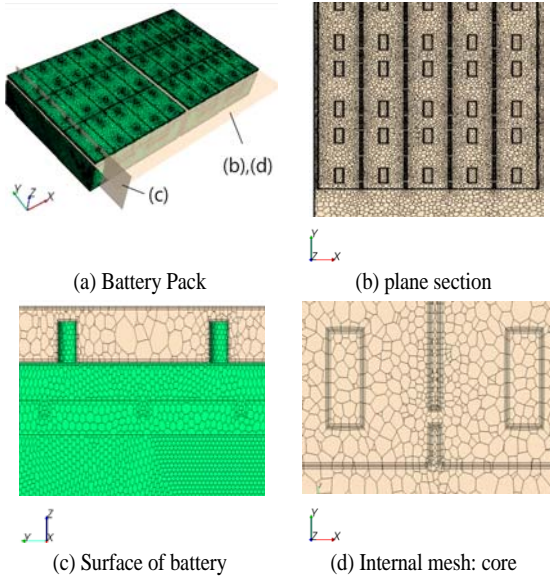 Y Z X
(b),(d)
(c)
Y
Z X
(a) Battery Pack
(b) plane section
Z
Y X
Y
Z X
(c) Surface of battery
(d) Internal mesh: core